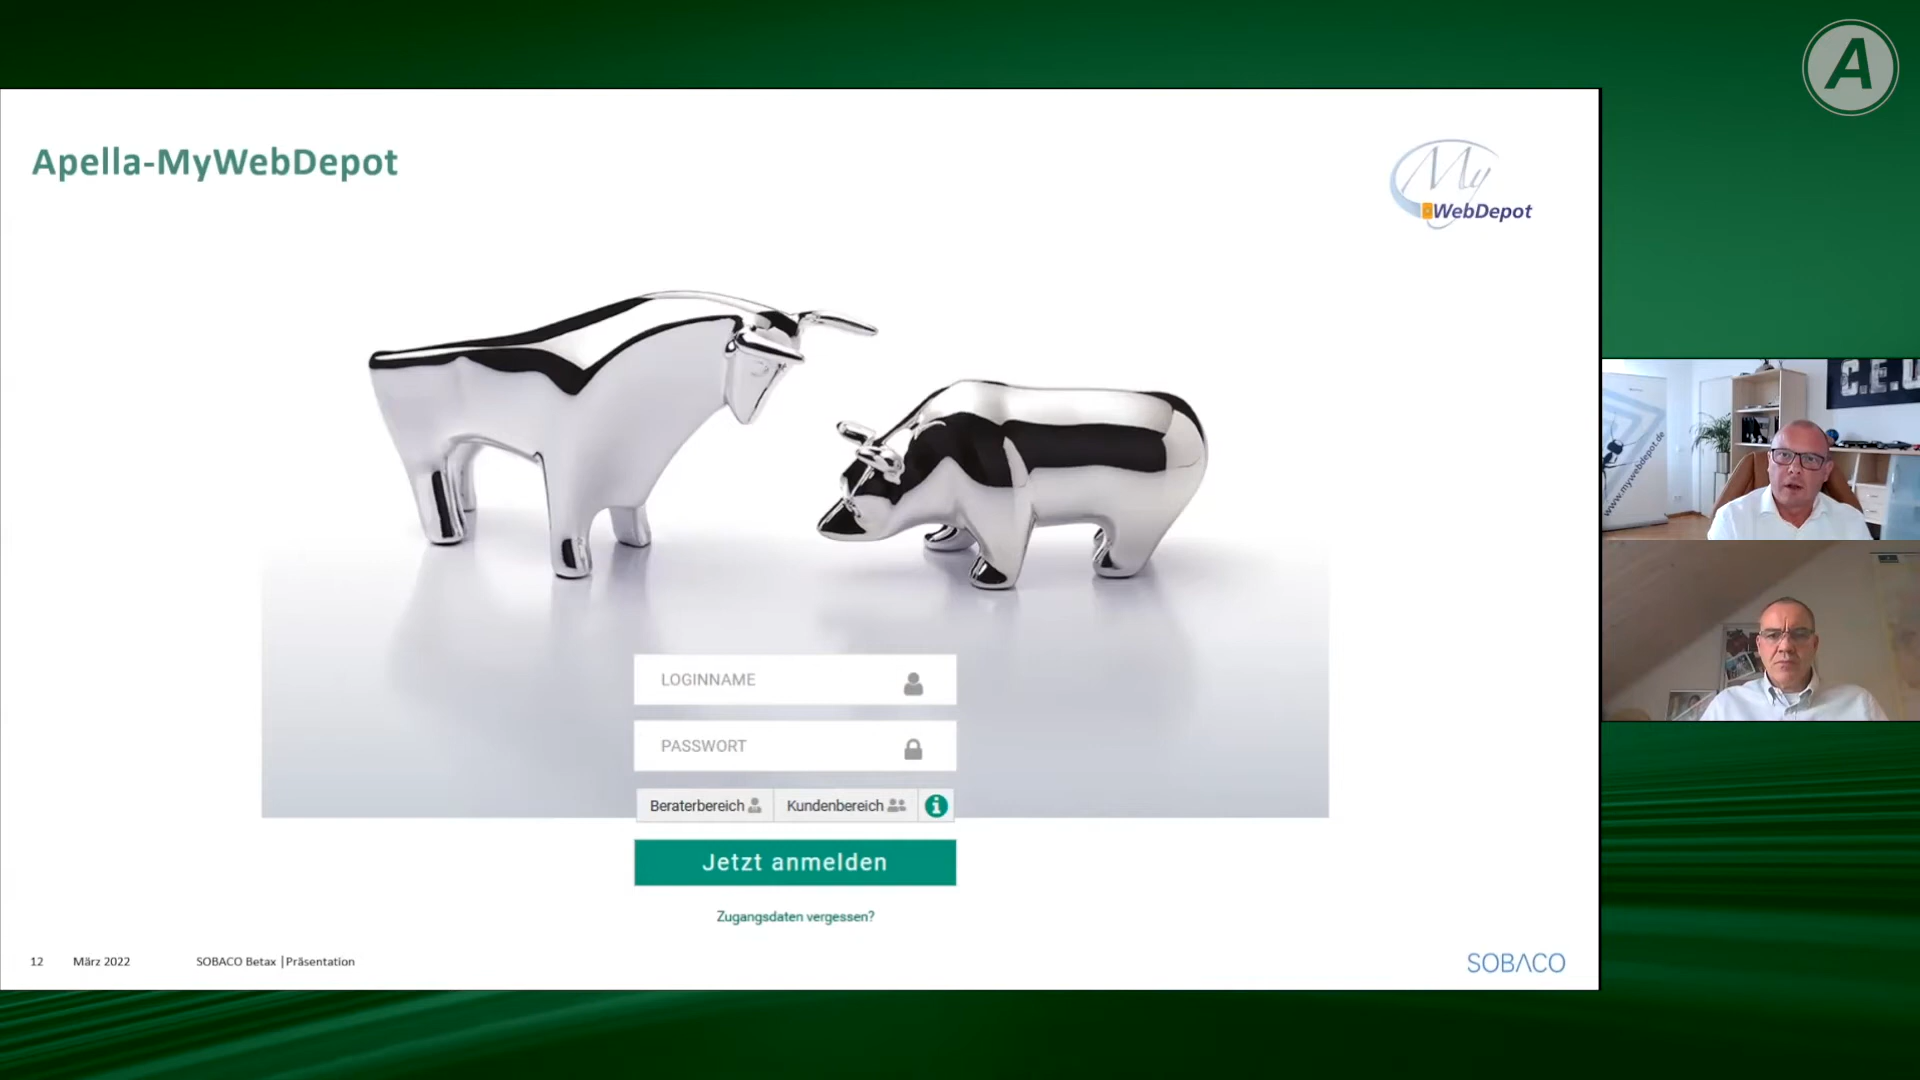 A
Apella-MyWebDepot
My
WebDepot
C.E.
www.mywebdepot.de
LOGINNAME
PASSWORT
Beraterbereich
Kundenbereich
Jetzt anmelden
Zugangsdaten vergessen?
12 März 2022 SOBACO Betax | Präsentation
SOBACO